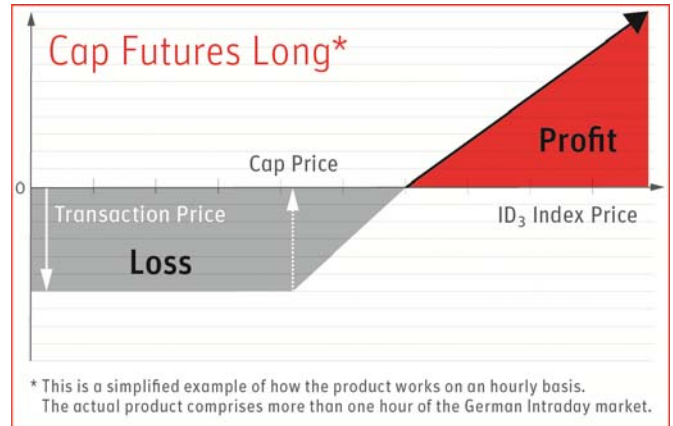 Cap Futures Long*
Profit
Cap Price
0
Transaction Price
ID₃ Index Price
Loss
* This is a simplified example of how the product works on an hourly basis.
The actual product comprises more than one hour of the German Intraday market.